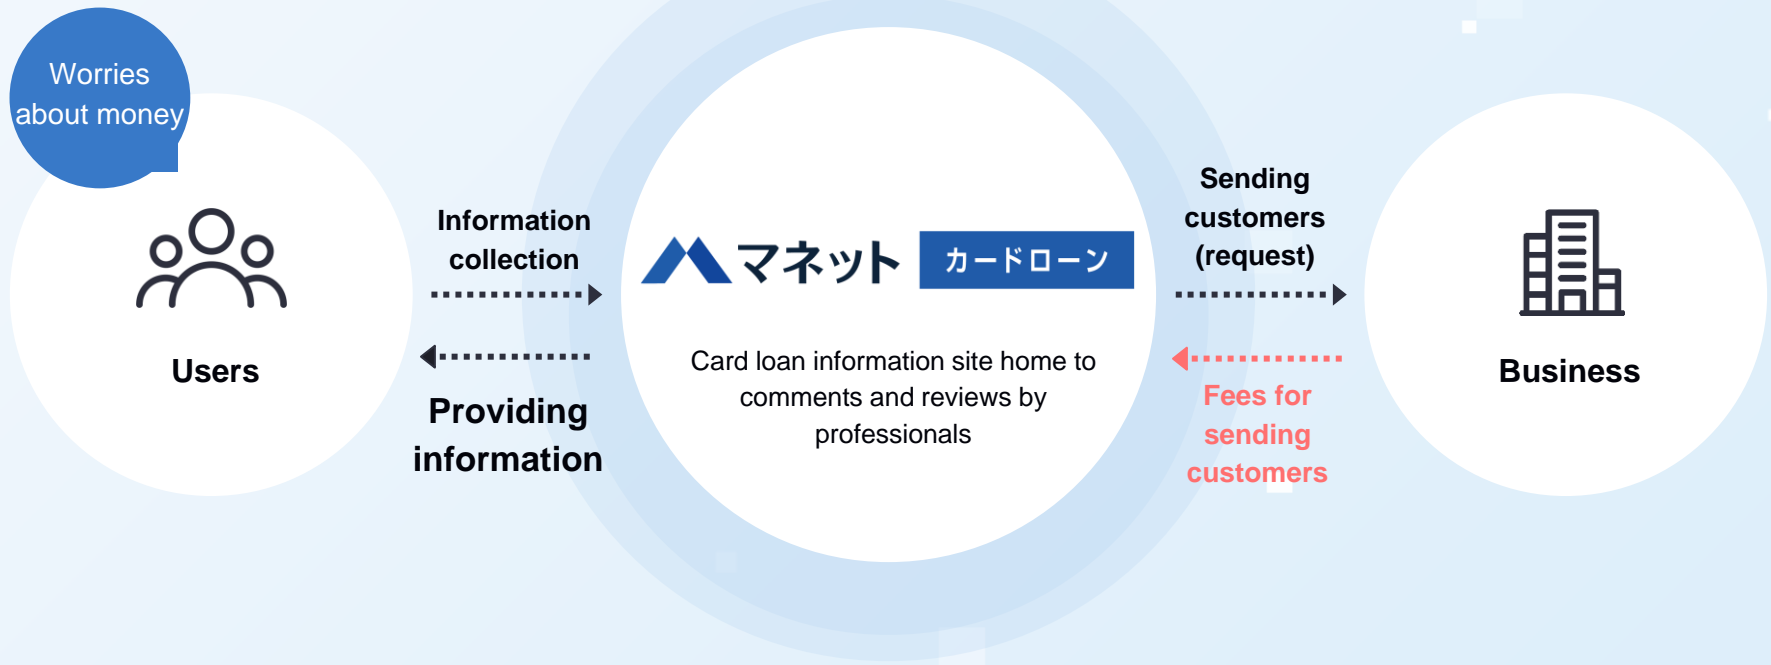 Worries
about money
Users
Information
collection
Providing
information
マネット カードローン
Card loan information site home to
comments and reviews by
professionals
Sending
customers
(request)
Fees for
sending
customers
Business